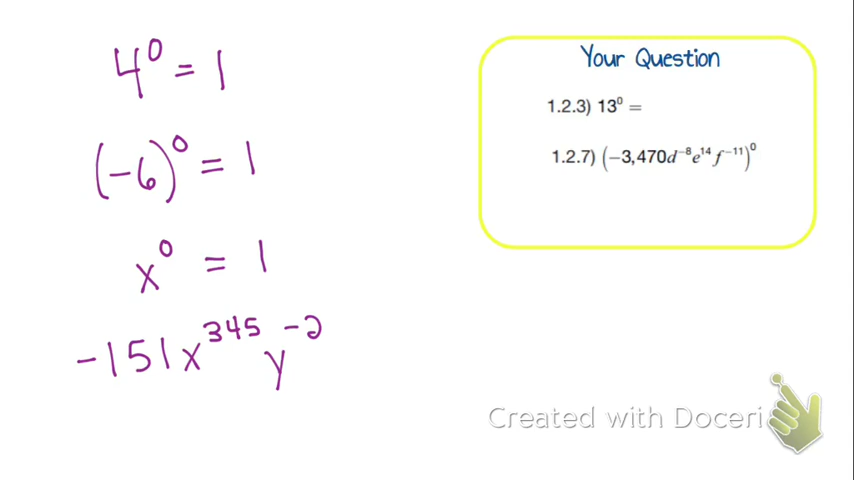 4⁰ = 1
(-6)⁰ = 1
x⁰ = 1
-151x³⁴⁵ y⁻²
Your Question
1.2.3) 13⁰ =
1.2.7) (−3,470d⁻⁸e¹⁴f⁻¹¹)⁰
Created with Doceri